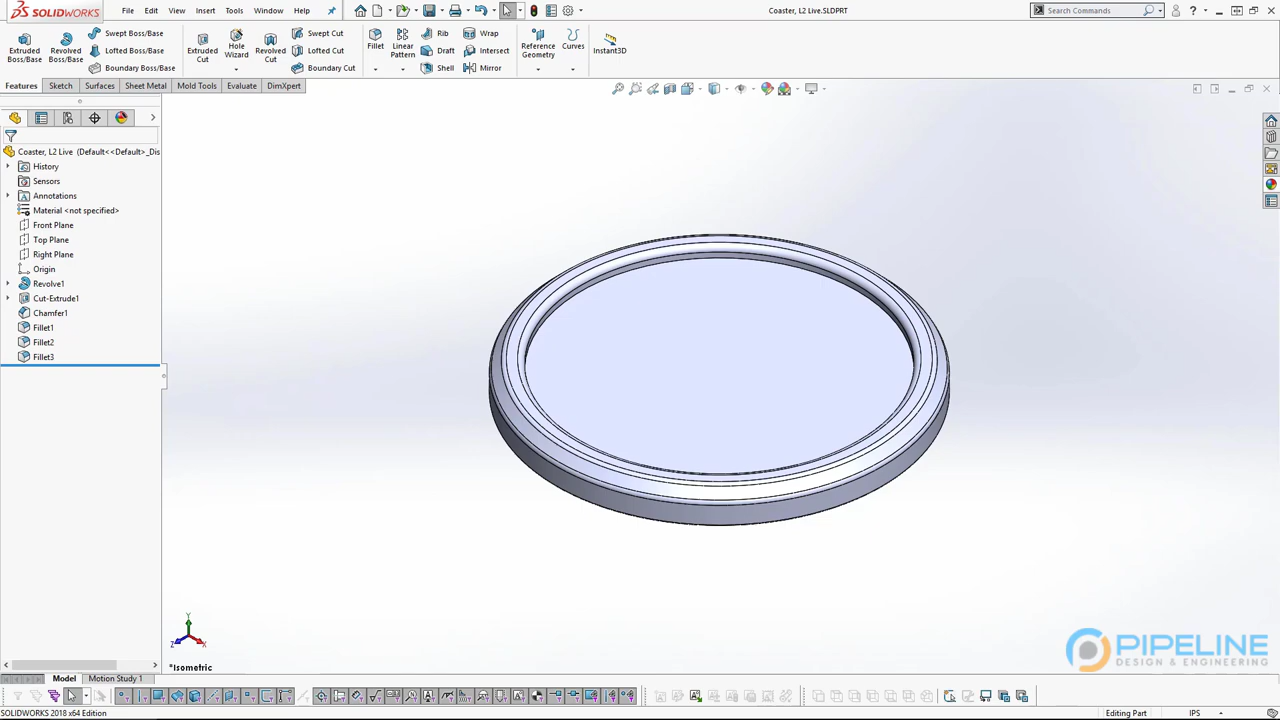 SOLIDWORKS
File Edit View Insert Tools Window Help
Coaster, L2 Live.SLDPRT
Search Commands
Extruded Boss/Base
Revolved Boss/Base
Swept Boss/Base
Lofted Boss/Base
Boundary Boss/Base
Extruded Cut
Hole Wizard
Revolved Cut
Swept Cut
Lofted Cut
Boundary Cut
Fillet
Linear Pattern
Rib
Draft
Shell
Wrap
Intersect
Mirror
Reference Geometry
Curves
Instant3D
Features Sketch Surfaces Sheet Metal Mold Tools Evaluate DimXpert
Coaster, L2 Live (Default<<Default>_Dis
History
Sensors
Annotations
Material <not specified>
Front Plane
Top Plane
Right Plane
Origin
Revolve1
Cut-Extrude1
Chamfer1
Fillet1
Fillet2
Fillet3
Y
Z
X
*Isometric
PIPELINE
DESIGN & ENGINEERING
Model Motion Study 1
SOLIDWORKS 2018 x64 Edition
Editing Part
IPS